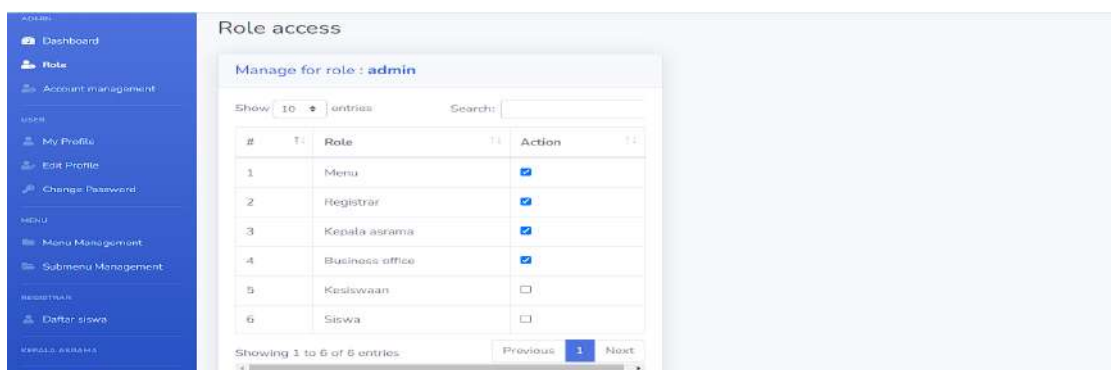 ADMIN
Dashboard
Role
Account management
USER
My Profile
Edit Profile
Change Password
MENU
Menu Management
Submenu Management
REGISTRAR
Daftar siswa
KEPALA ASRAMA
Role access
Manage for role : admin
Show 10 entries Search:
# Role Action
1 Menu
2 Registrar
3 Kepala asrama
4 Business office
5 Kesiswaan
6 Siswa
Showing 1 to 6 of 6 entries Previous 1 Next